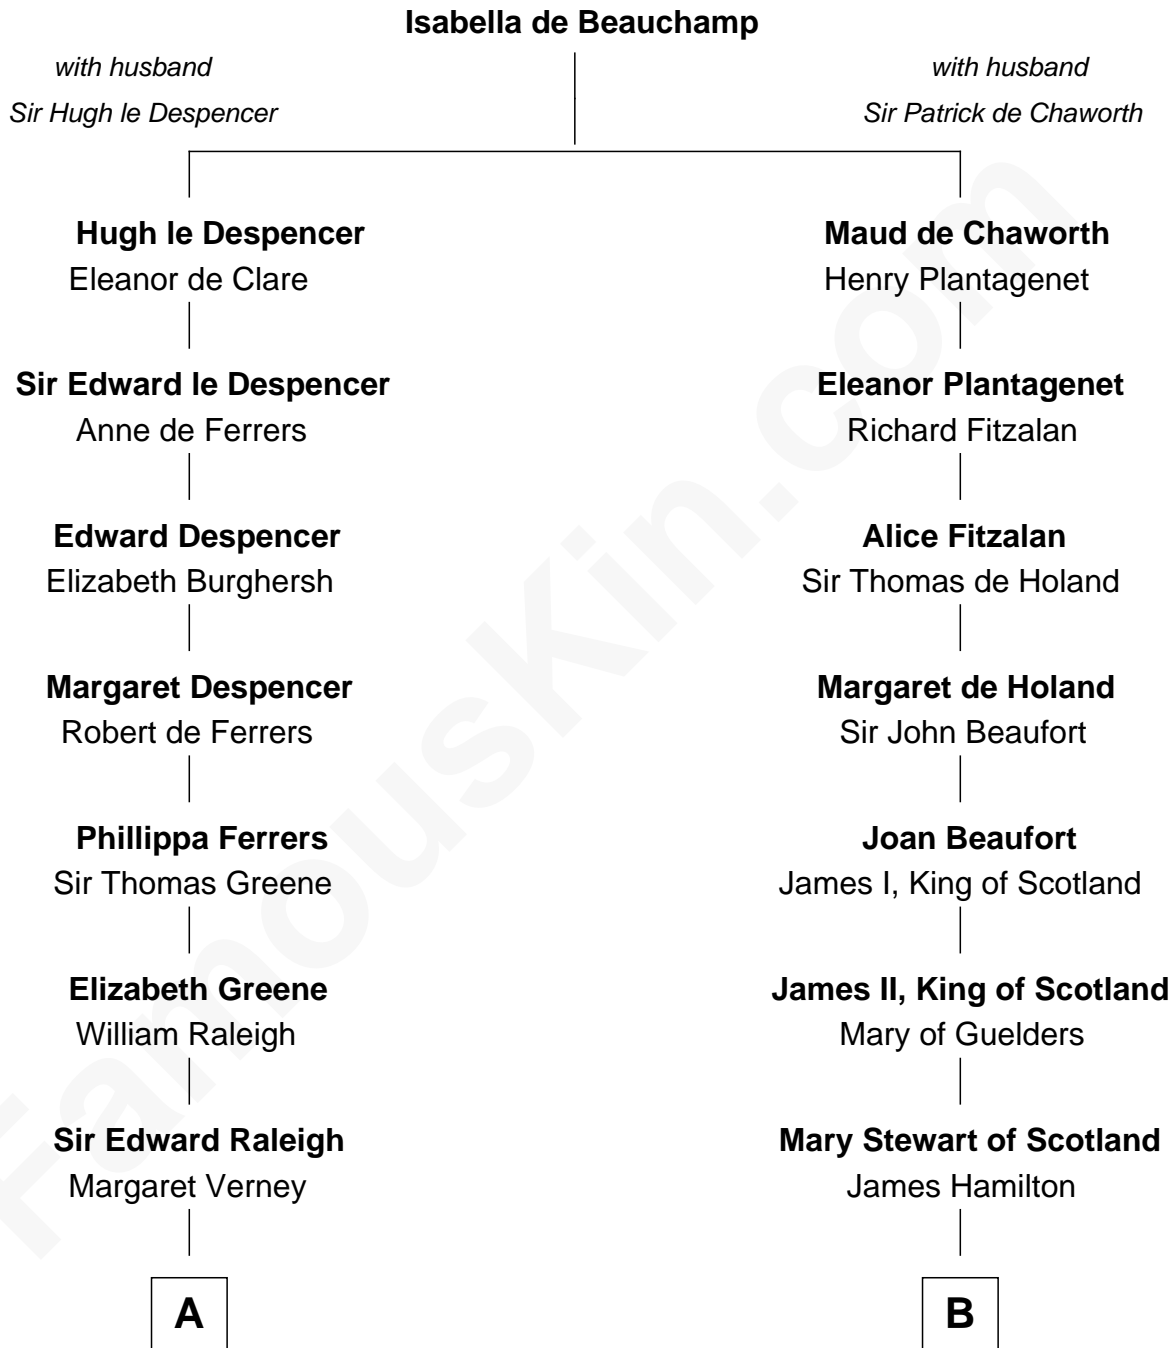 Isabella de Beauchamp
with husband
Sir Hugh le Despencer
with husband
Sir Patrick de Chaworth
Hugh le Despencer
Eleanor de Clare
Maud de Chaworth
Henry Plantagenet
Sir Edward le Despencer
Anne de Ferrers
Eleanor Plantagenet
Richard Fitzalan
Edward Despencer
Elizabeth Burghersh
Alice Fitzalan
Sir Thomas de Holand
Margaret Despencer
Robert de Ferrers
Margaret de Holand
Sir John Beaufort
Phillippa Ferrers
Sir Thomas Greene
Joan Beaufort
James I, King of Scotland
Elizabeth Greene
William Raleigh
James II, King of Scotland
Mary of Guelders
Sir Edward Raleigh
Margaret Verney
Mary Stewart of Scotland
James Hamilton
A
B
FamousKin.com